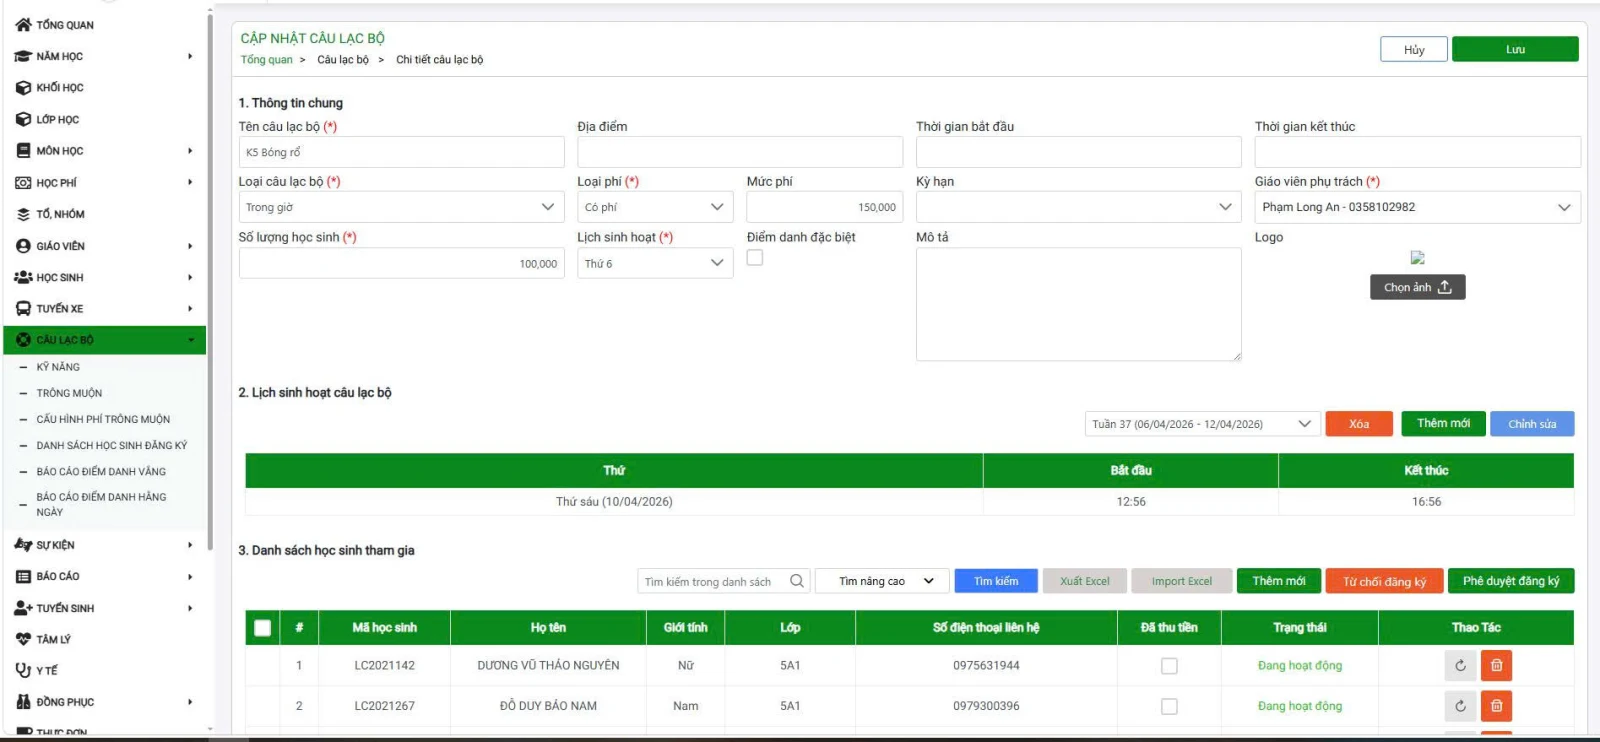 TỔNG QUAN
NĂM HỌC
KHỐI HỌC
LỚP HỌC
MÔN HỌC
HỌC PHÍ
TỔ, NHÓM
GIÁO VIÊN
HỌC SINH
TUYẾN XE
CÂU LẠC BỘ
KỸ NĂNG
TRÔNG MUỘN
CẤU HÌNH PHÍ TRÔNG MUỘN
DANH SÁCH HỌC SINH ĐĂNG KÝ
BÁO CÁO ĐIỂM DANH VẮNG
BÁO CÁO ĐIỂM DANH HẰNG
NGÀY
SỰ KIỆN
BÁO CÁO
TUYỂN SINH
TÂM LÝ
Y TẾ
ĐỒNG PHỤC
THỰC ĐƠN
CẬP NHẬT CÂU LẠC BỘ
Tổng quan > Câu lạc bộ > Chi tiết câu lạc bộ
Hủy Lưu
1. Thông tin chung
Tên câu lạc bộ (*) Địa điểm Thời gian bắt đầu Thời gian kết thúc
K5 Bóng rổ
Loại câu lạc bộ (*) Loại phí (*) Mức phí Kỳ hạn Giáo viên phụ trách (*)
Trong giờ Có phí 150,000 Phạm Long An - 0358102982
Số lượng học sinh (*) Lịch sinh hoạt (*) Điểm danh đặc biệt Mô tả Logo
100,000 Thứ 6
Chọn ảnh
2. Lịch sinh hoạt câu lạc bộ
Tuần 37 (06/04/2026 - 12/04/2026) Xóa Thêm mới Chỉnh sửa
Thứ Bắt đầu Kết thúc
Thứ sáu (10/04/2026) 12:56 16:56
3. Danh sách học sinh tham gia
Tìm kiếm trong danh sách Tìm nâng cao Tìm kiếm Xuất Excel Import Excel Thêm mới Từ chối đăng ký Phê duyệt đăng ký
# Mã học sinh Họ tên Giới tính Lớp Số điện thoại liên hệ Đã thu tiền Trạng thái Thao Tác
1 LC2021142 DƯƠNG VŨ THẢO NGUYÊN Nữ 5A1 0975631944 Đang hoạt động
2 LC2021267 ĐỖ DUY BẢO NAM Nam 5A1 0979300396 Đang hoạt động